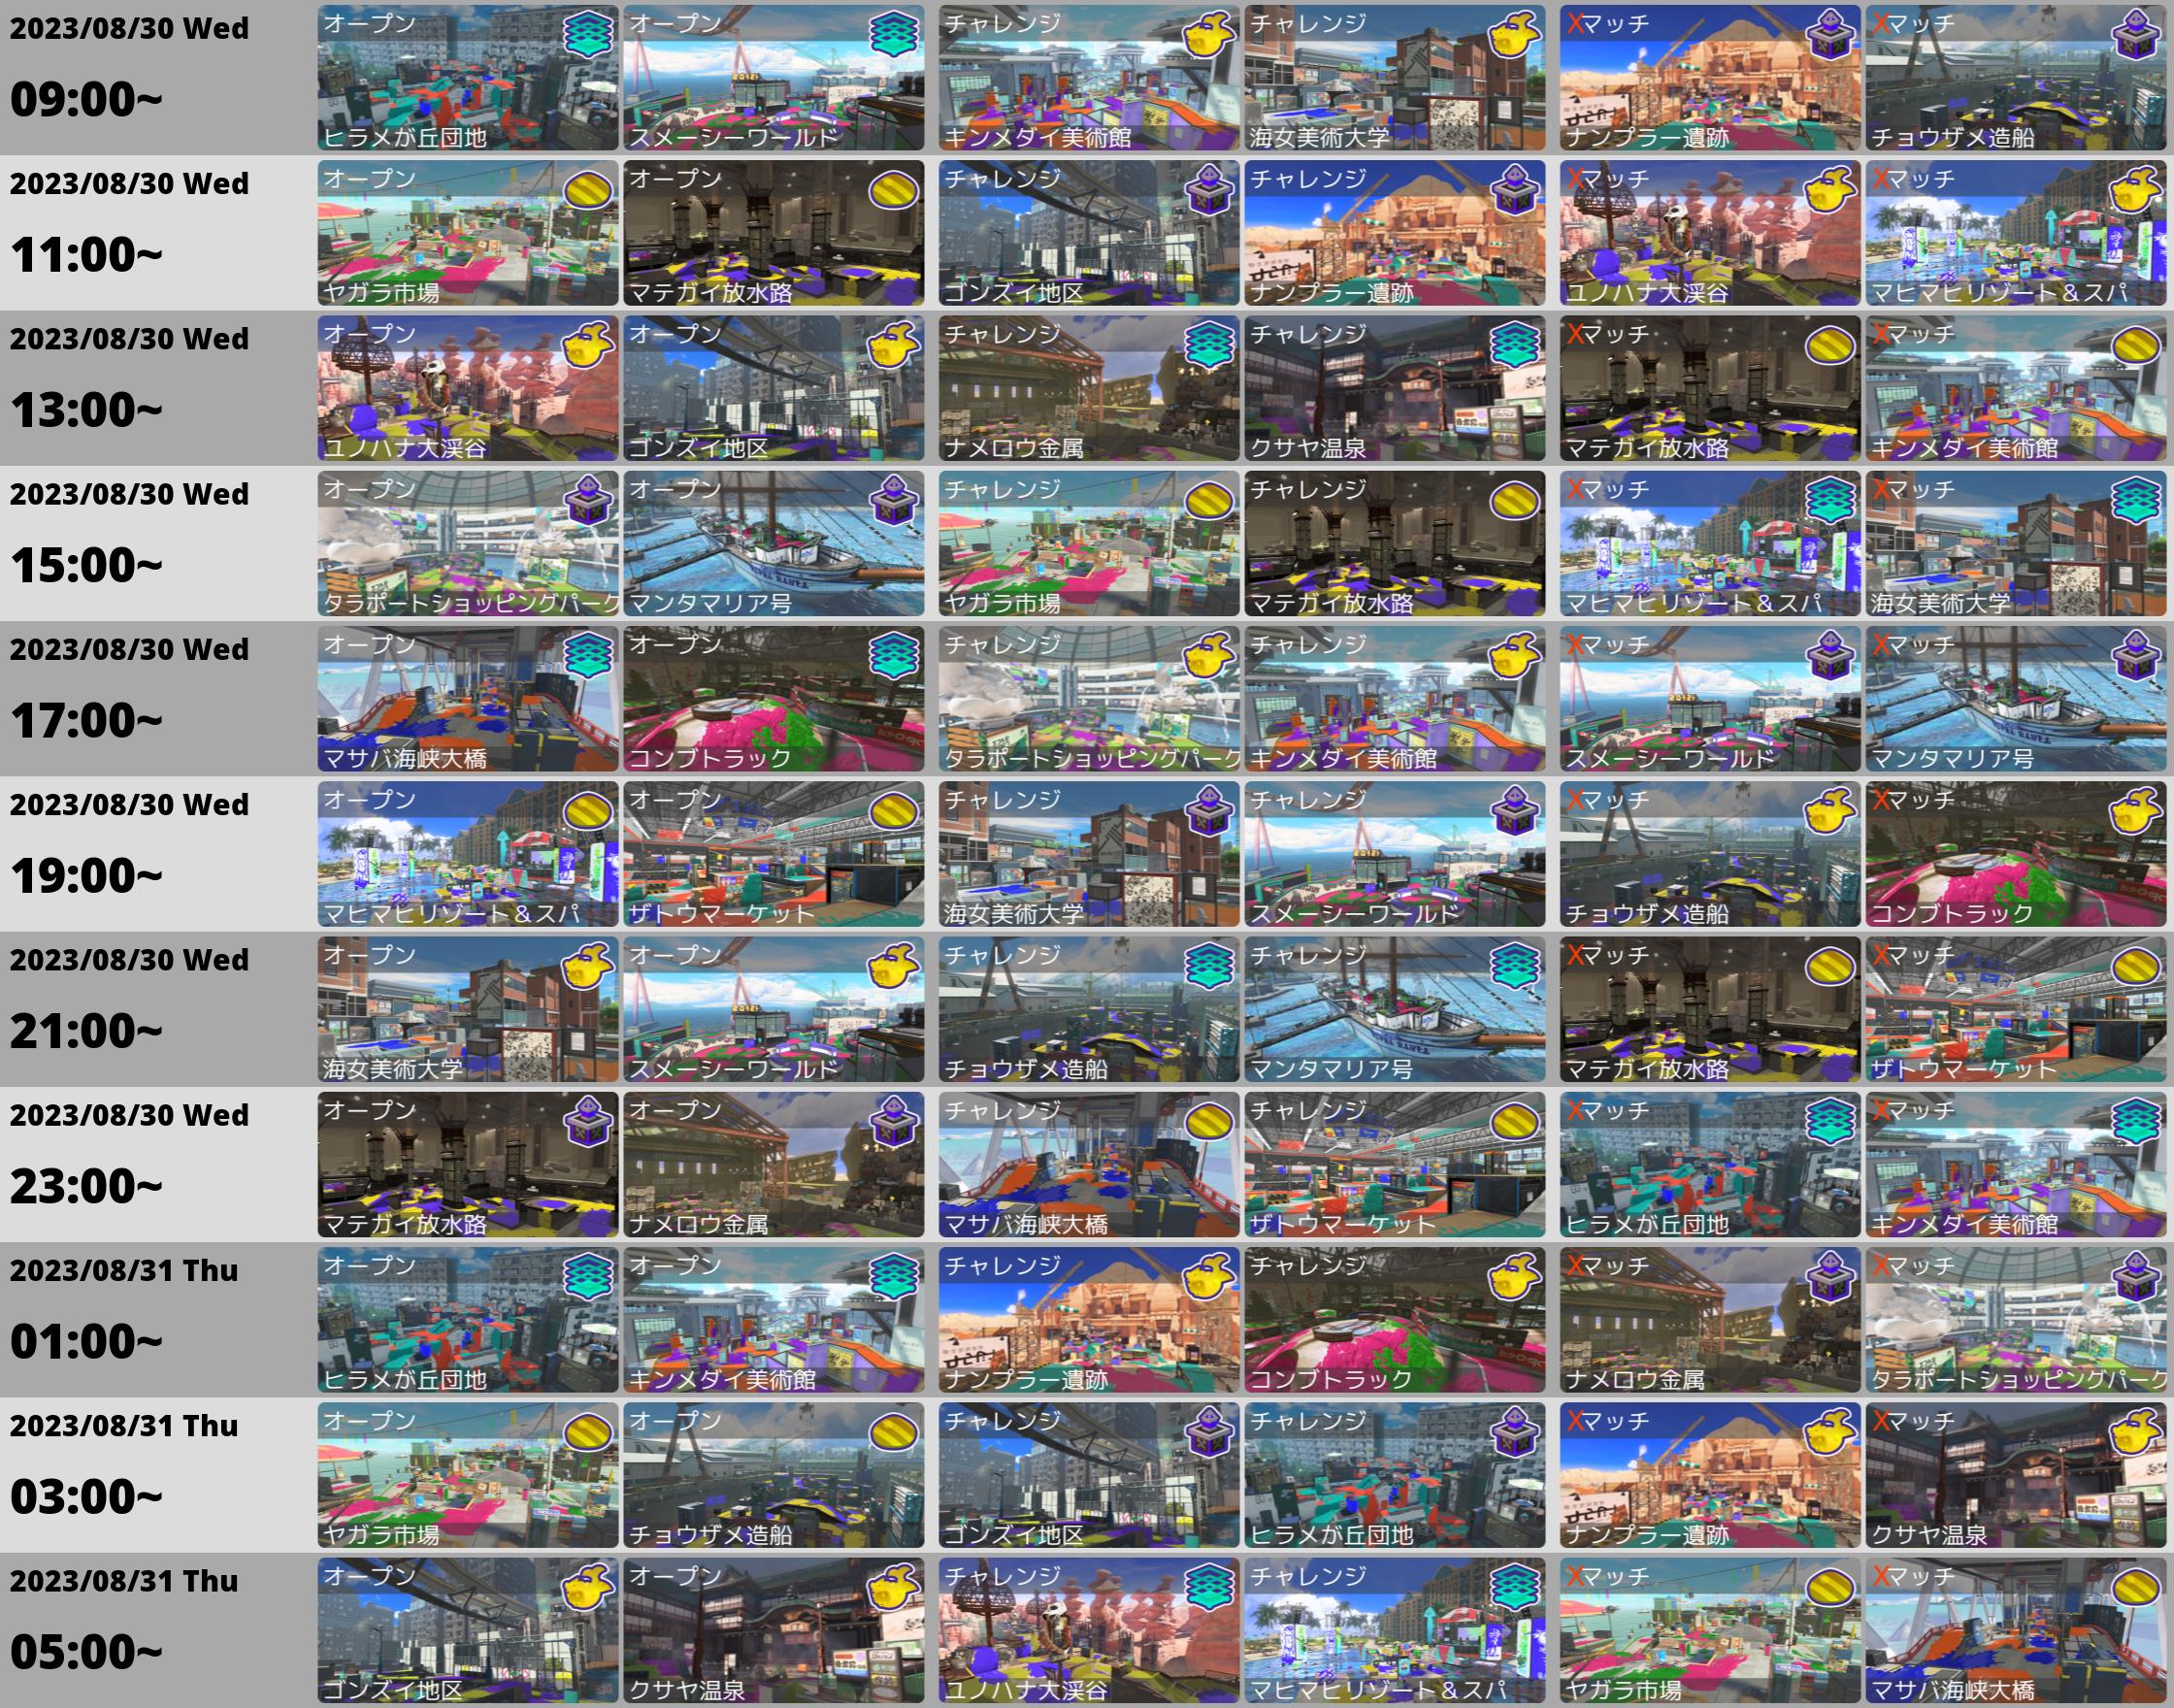 2023/08/30 Wed
09:00~
オープン オープン チャレンジ チャレンジ Xマッチ Xマッチ
ヒラメが丘団地 スメーシーワールド キンメダイ美術館 海女美術大学 ナンプラー遺跡 チョウザメ造船
2023/08/30 Wed
11:00~
オープン オープン チャレンジ チャレンジ Xマッチ Xマッチ
ヤガラ市場 マテガイ放水路 ゴンズイ地区 ナンプラー遺跡 ユノハナ大渓谷 マヒマヒリゾート&スパ
2023/08/30 Wed
13:00~
オープン オープン チャレンジ チャレンジ Xマッチ Xマッチ
ユノハナ大渓谷 ゴンズイ地区 ナメロウ金属 クサヤ温泉 マテガイ放水路 キンメダイ美術館
2023/08/30 Wed
15:00~
オープン オープン チャレンジ チャレンジ Xマッチ Xマッチ
タラポートショッピングパーク マンタマリア号 ヤガラ市場 マテガイ放水路 マヒマヒリゾート&スパ 海女美術大学
2023/08/30 Wed
17:00~
オープン オープン チャレンジ チャレンジ Xマッチ Xマッチ
マサバ海峡大橋 コンブトラック タラポートショッピングパーク キンメダイ美術館 スメーシーワールド マンタマリア号
2023/08/30 Wed
19:00~
オープン オープン チャレンジ チャレンジ Xマッチ Xマッチ
マヒマヒリゾート&スパ ザトウマーケット 海女美術大学 スメーシーワールド チョウザメ造船 コンブトラック
2023/08/30 Wed
21:00~
オープン オープン チャレンジ チャレンジ Xマッチ Xマッチ
海女美術大学 スメーシーワールド チョウザメ造船 マンタマリア号 マテガイ放水路 ザトウマーケット
2023/08/30 Wed
23:00~
オープン オープン チャレンジ チャレンジ Xマッチ Xマッチ
マテガイ放水路 ナメロウ金属 マサバ海峡大橋 ザトウマーケット ヒラメが丘団地 キンメダイ美術館
2023/08/31 Thu
01:00~
オープン オープン チャレンジ チャレンジ Xマッチ Xマッチ
ヒラメが丘団地 キンメダイ美術館 ナンプラー遺跡 コンブトラック ナメロウ金属 タラポートショッピングパーク
2023/08/31 Thu
03:00~
オープン オープン チャレンジ チャレンジ Xマッチ Xマッチ
ヤガラ市場 チョウザメ造船 ゴンズイ地区 ヒラメが丘団地 ナンプラー遺跡 クサヤ温泉
2023/08/31 Thu
05:00~
オープン オープン チャレンジ チャレンジ Xマッチ Xマッチ
ゴンズイ地区 クサヤ温泉 ユノハナ大渓谷 マヒマヒリゾート&スパ ヤガラ市場 マサバ海峡大橋